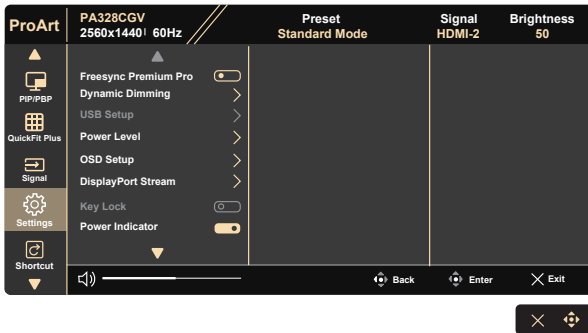 ProArt
PA328CGV
2560x1440 60Hz
Preset
Standard Mode
Signal
HDMI-2
Brightness
50
PIP/PBP
QuickFit Plus
Signal
Settings
Shortcut
Freesync Premium Pro
Dynamic Dimming
USB Setup
Power Level
OSD Setup
DisplayPort Stream
Key Lock
Power Indicator
Back
Enter
Exit